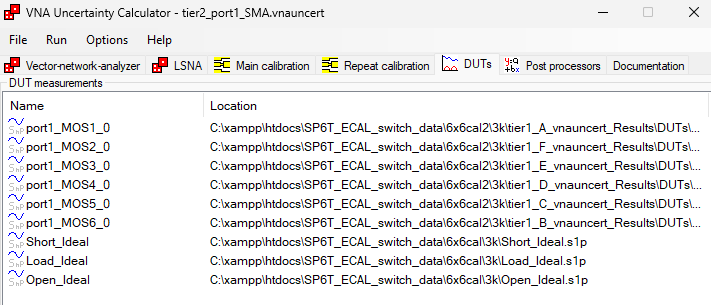 VNA Uncertainty Calculator - tier2_port1_SMA.vnauncert
File Run Options Help
Vector-network-analyzer LSNA Main calibration Repeat calibration DUTs Post processors Documentation
DUT measurements
Name Location
port1_MOS1_0 C:\xampp\htdocs\SP6T_ECAL_switch_data\6x6cal2\3k\tier1_A_vnauncert_Results\DUTs\...
port1_MOS2_0 C:\xampp\htdocs\SP6T_ECAL_switch_data\6x6cal2\3k\tier1_F_vnauncert_Results\DUTs\...
port1_MOS3_0 C:\xampp\htdocs\SP6T_ECAL_switch_data\6x6cal2\3k\tier1_E_vnauncert_Results\DUTs\...
port1_MOS4_0 C:\xampp\htdocs\SP6T_ECAL_switch_data\6x6cal2\3k\tier1_D_vnauncert_Results\DUTs\...
port1_MOS5_0 C:\xampp\htdocs\SP6T_ECAL_switch_data\6x6cal2\3k\tier1_C_vnauncert_Results\DUTs\...
port1_MOS6_0 C:\xampp\htdocs\SP6T_ECAL_switch_data\6x6cal2\3k\tier1_B_vnauncert_Results\DUTs\...
Short_Ideal C:\xampp\htdocs\SP6T_ECAL_switch_data\6x6cal\3k\Short_Ideal.s1p
Load_Ideal C:\xampp\htdocs\SP6T_ECAL_switch_data\6x6cal\3k\Load_Ideal.s1p
Open_Ideal C:\xampp\htdocs\SP6T_ECAL_switch_data\6x6cal\3k\Open_Ideal.s1p